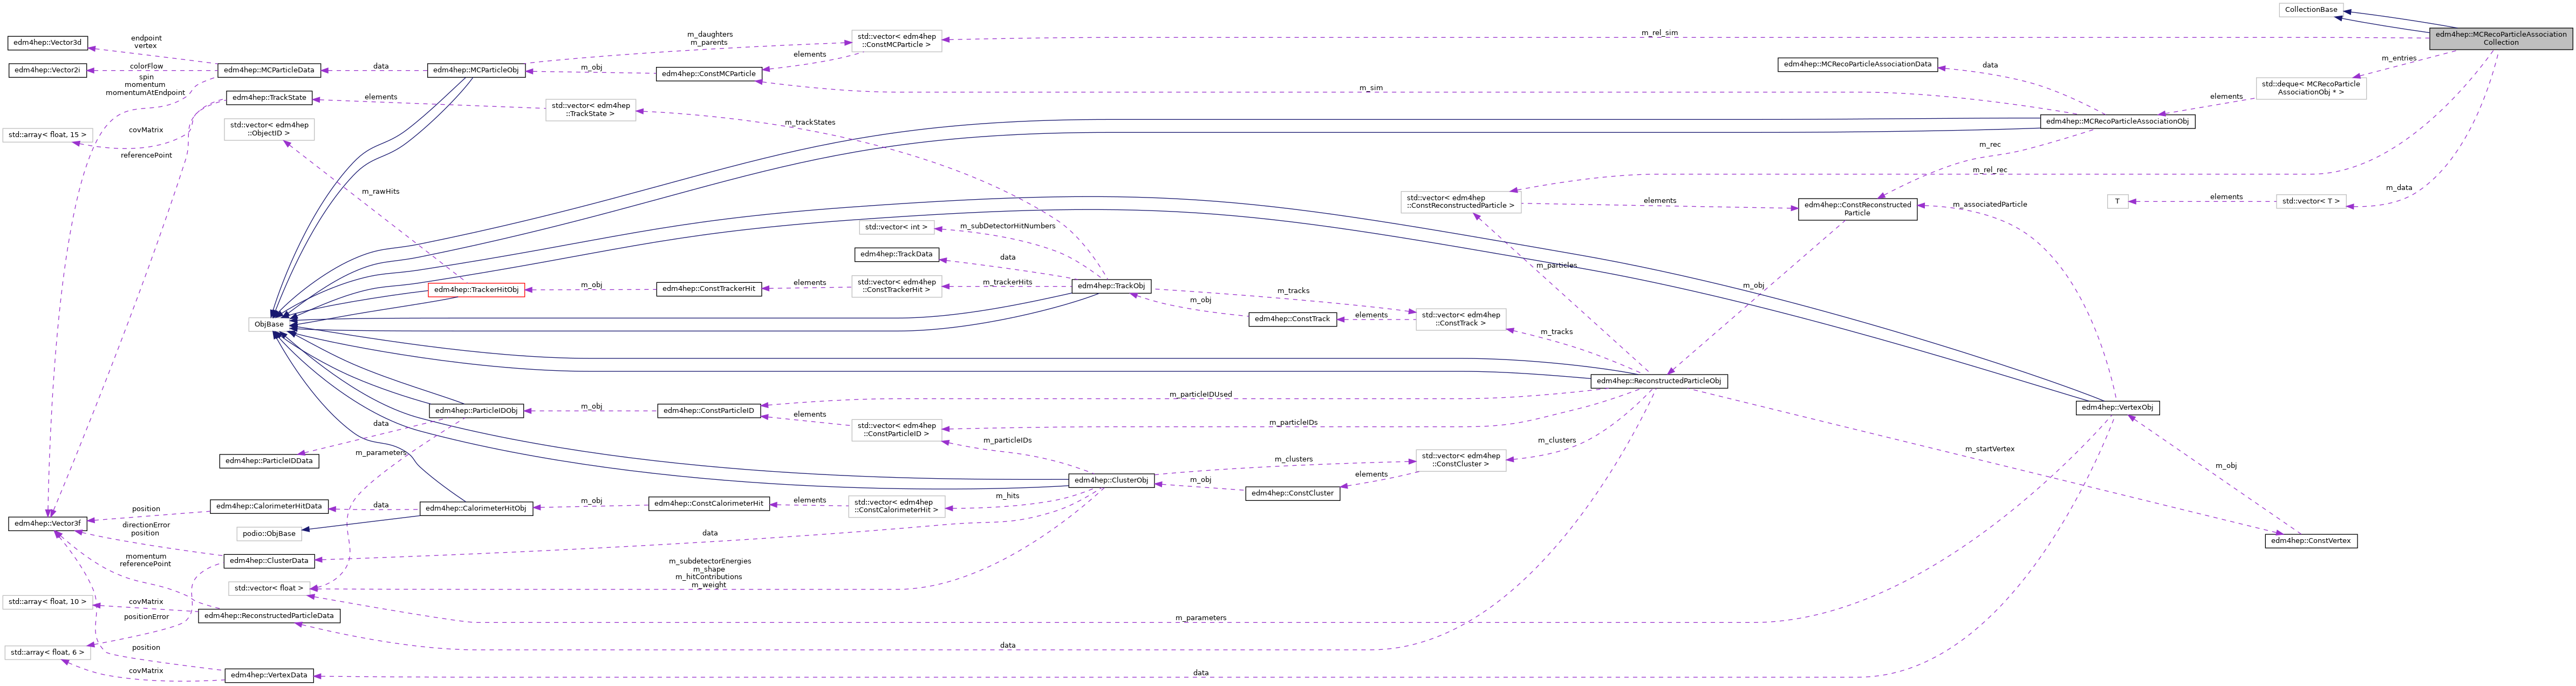 CollectionBase
edm4hep::MCRecoParticleAssociation
Collection
edm4hep::Vector3d
endpoint
vertex
m_daughters
m_parents
std::vector< edm4hep
::ConstMCParticle >
m_rel_sim
m_entries
edm4hep::Vector2i
colorFlow
edm4hep::MCParticleData
data
edm4hep::MCParticleObj
m_obj
elements
edm4hep::ConstMCParticle
edm4hep::MCRecoParticleAssociationData
data
std::deque< MCRecoParticle
AssociationObj * >
spin
momentum
momentumAtEndpoint
edm4hep::TrackState
elements
std::vector< edm4hep
::TrackState >
m_sim
elements
std::array< float, 15 >
covMatrix
std::vector< edm4hep
::ObjectID >
m_trackStates
edm4hep::MCRecoParticleAssociationObj
referencePoint
m_rec
m_rel_rec
m_rawHits
m_data
std::vector< edm4hep
::ConstReconstructedParticle >
elements
edm4hep::ConstReconstructed
Particle
m_associatedParticle
T
elements
std::vector< T >
std::vector< int >
m_subDetectorHitNumbers
edm4hep::TrackData
data
m_particles
m_obj
edm4hep::TrackerHitObj
m_obj
edm4hep::ConstTrackerHit
elements
std::vector< edm4hep
::ConstTrackerHit >
m_trackerHits
edm4hep::TrackObj
m_tracks
m_obj
ObjBase
edm4hep::ConstTrack
elements
std::vector< edm4hep
::ConstTrack >
m_tracks
edm4hep::ReconstructedParticleObj
m_particleIDUsed
edm4hep::ParticleIDObj
m_obj
edm4hep::ConstParticleID
elements
std::vector< edm4hep
::ConstParticleID >
m_particleIDs
edm4hep::VertexObj
data
m_particleIDs
m_clusters
m_startVertex
m_parameters
edm4hep::ParticleIDData
m_clusters
std::vector< edm4hep
::ConstCluster >
m_obj
elements
edm4hep::ClusterObj
m_obj
edm4hep::ConstCluster
edm4hep::CalorimeterHitData
data
edm4hep::CalorimeterHitObj
m_obj
edm4hep::ConstCalorimeterHit
elements
std::vector< edm4hep
::ConstCalorimeterHit >
m_hits
position
edm4hep::Vector3f
directionError
position
podio::ObjBase
data
edm4hep::ConstVertex
momentum
referencePoint
edm4hep::ClusterData
m_subdetectorEnergies
m_shape
m_hitContributions
m_weight
std::vector< float >
std::array< float, 10 >
covMatrix
positionError
edm4hep::ReconstructedParticleData
m_parameters
std::array< float, 6 >
position
data
covMatrix
edm4hep::VertexData
data